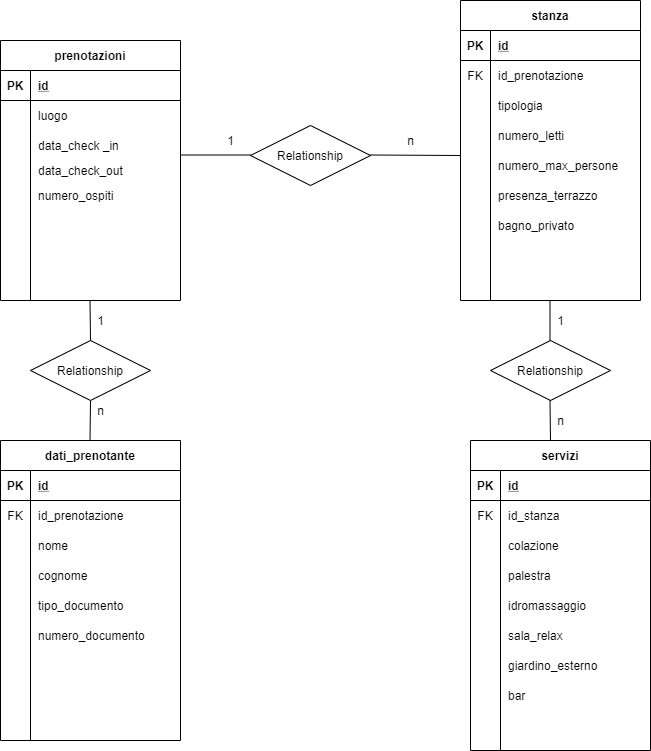 prenotazioni
PK id
luogo
data_check _in
data_check_out
numero_ospiti
1
Relationship
n
stanza
PK id
FK id_prenotazione
tipologia
numero_letti
numero_max_persone
presenza_terrazzo
bagno_privato
1
Relationship
n
dati_prenotante
PK id
FK id_prenotazione
nome
cognome
tipo_documento
numero_documento
1
Relationship
n
servizi
PK id
FK id_stanza
colazione
palestra
idromassaggio
sala_relax
giardino_esterno
bar